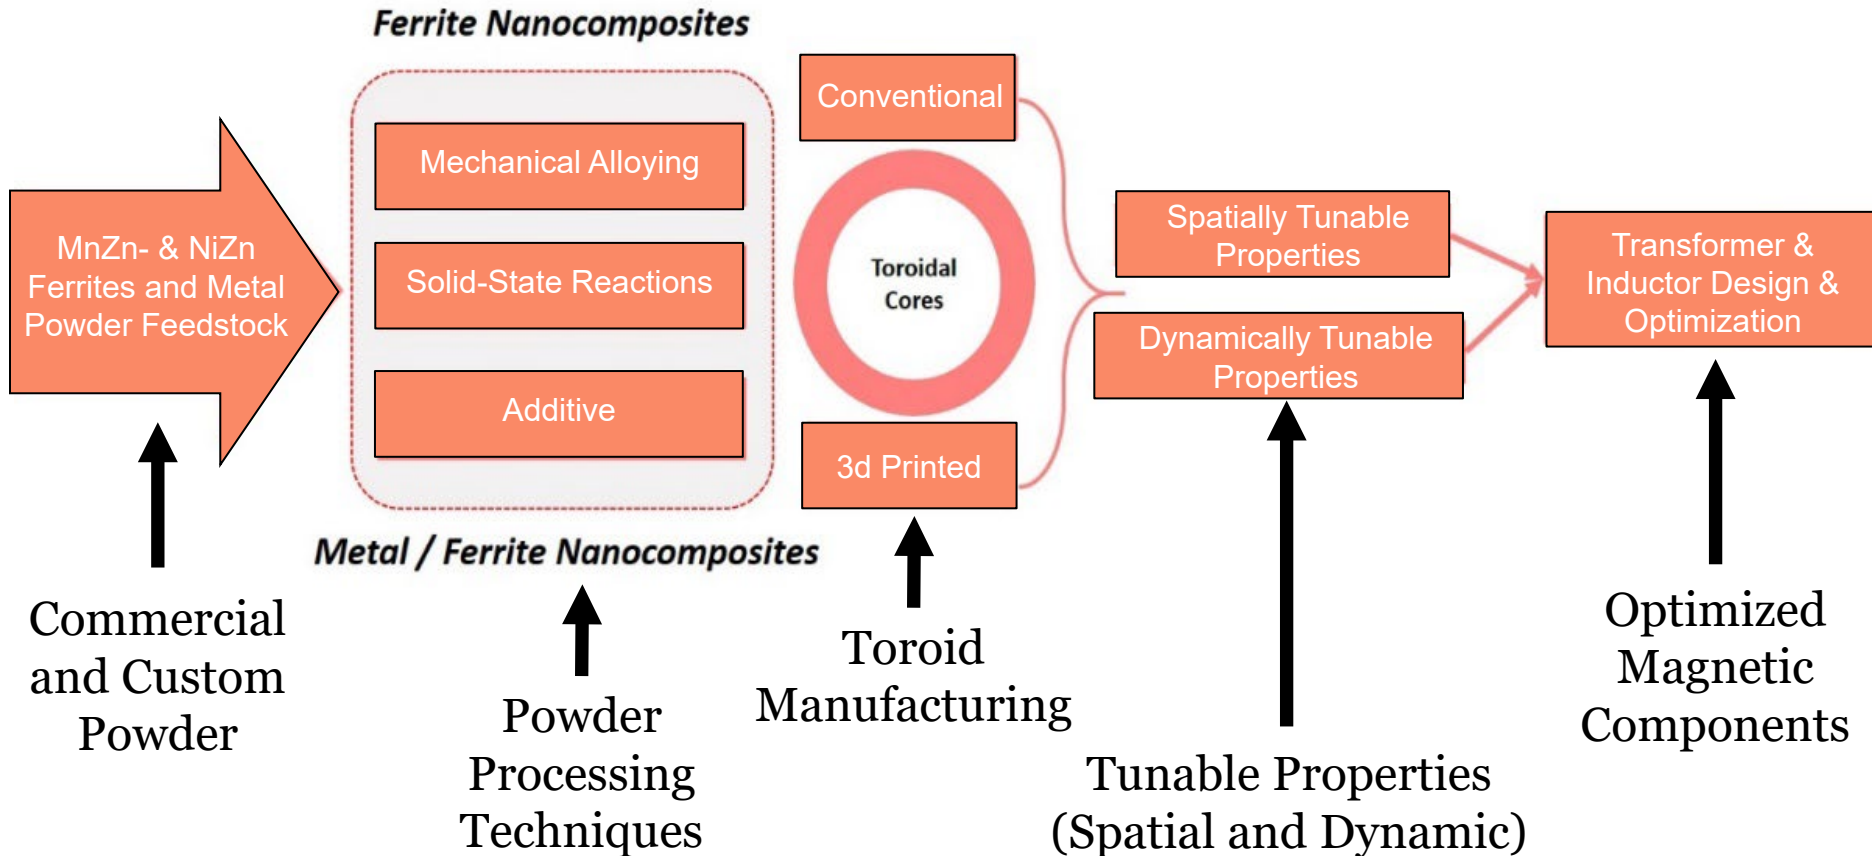 Ferrite Nanocomposites
MnZn- & NiZn
Ferrites and Metal
Powder Feedstock
Mechanical Alloying
Solid-State Reactions
Additive
Metal / Ferrite Nanocomposites
Conventional
Toroidal
Cores
3d Printed
Spatially Tunable
Properties
Dynamically Tunable
Properties
Transformer &
Inductor Design &
Optimization
Commercial
and Custom
Powder
Powder
Processing
Techniques
Toroid
Manufacturing
Tunable Properties
(Spatial and Dynamic)
Optimized
Magnetic
Components